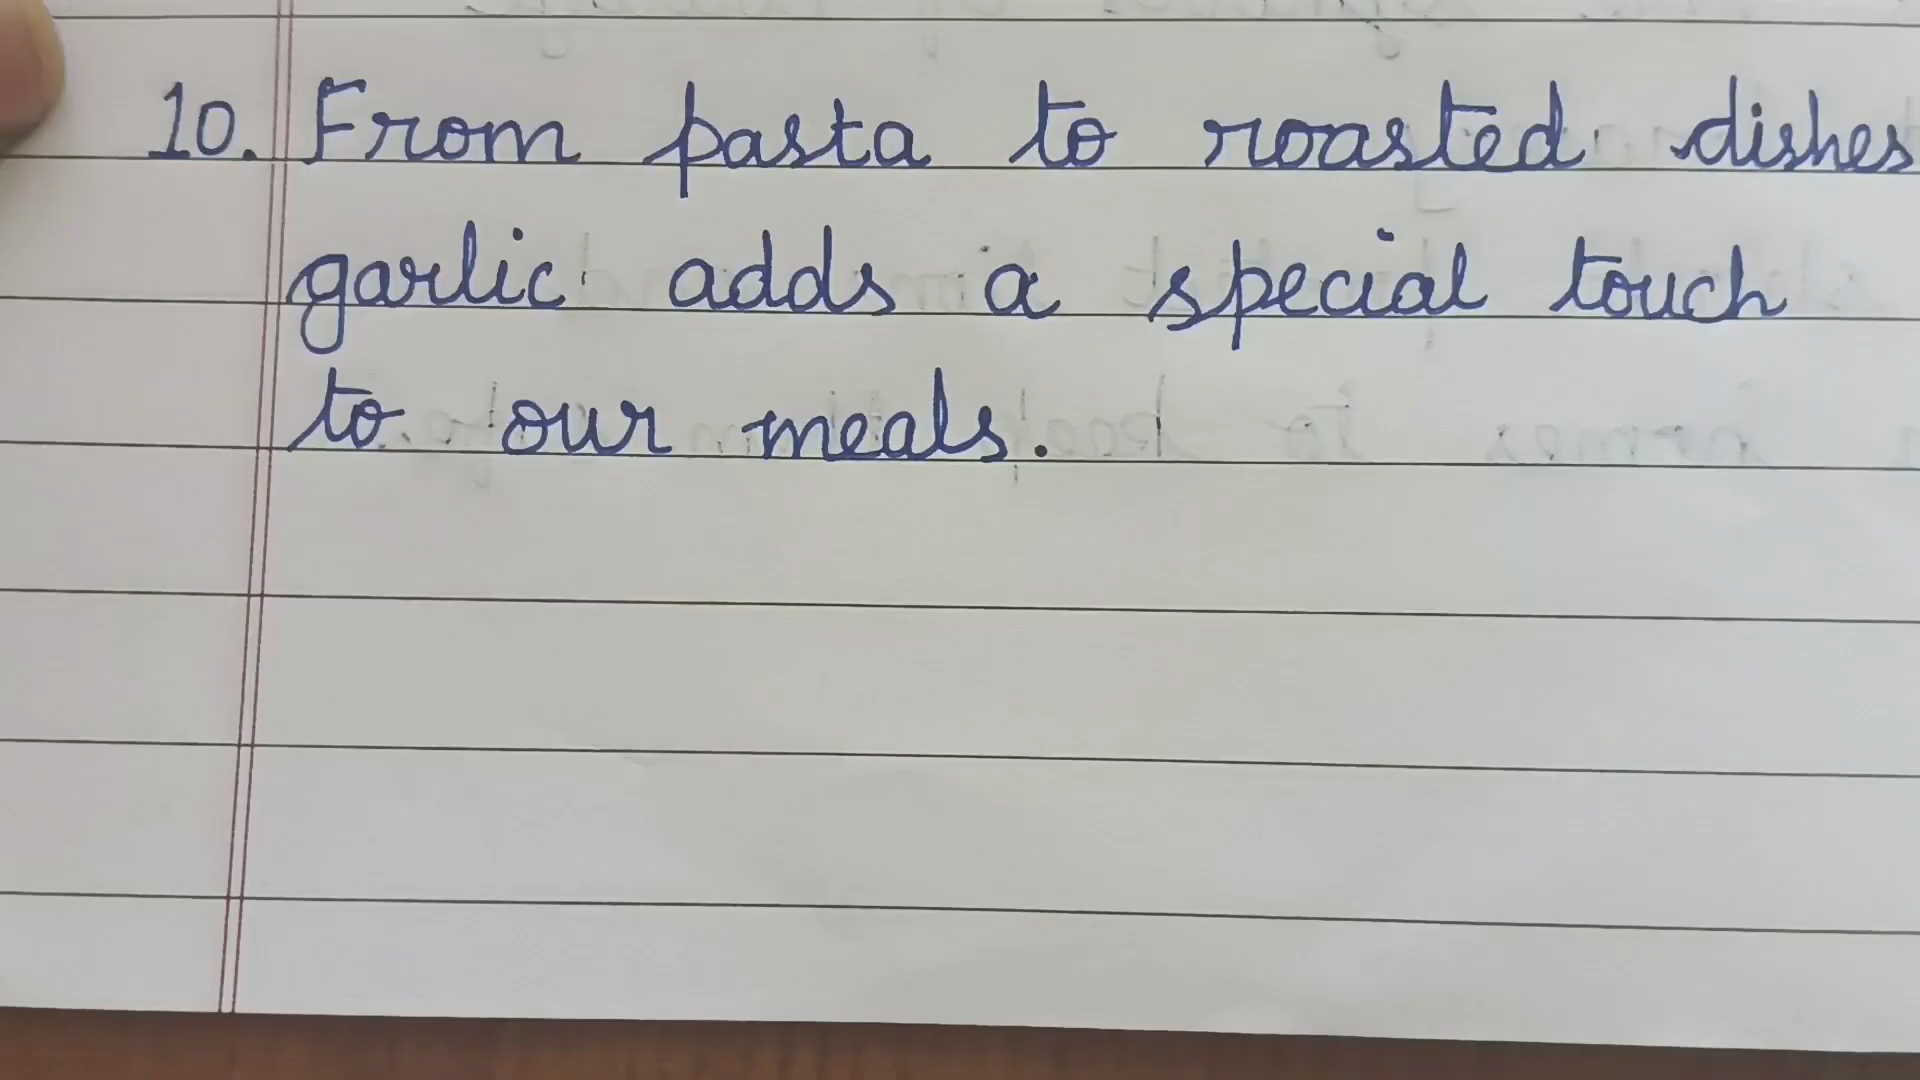 10. From pasta to roasted dishes
garlic adds a special touch
to our meals.